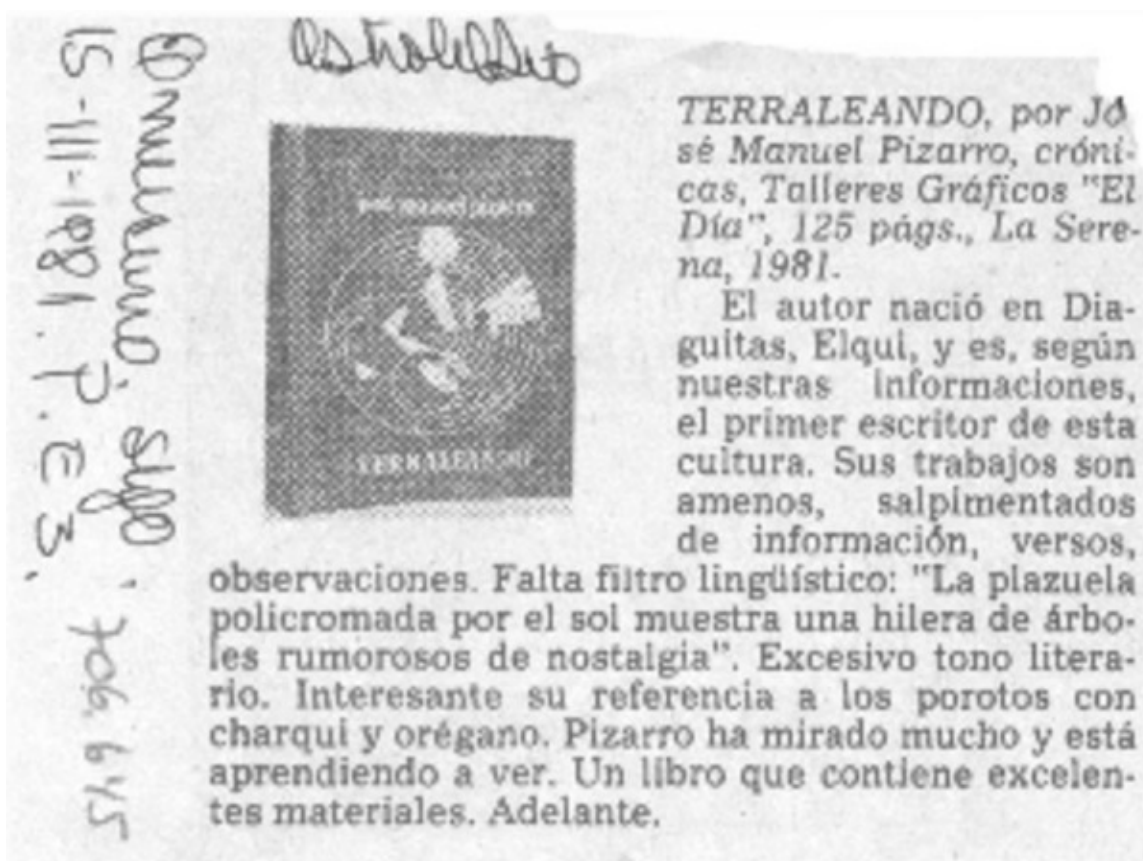 TERRALEANDO, por Jo
sé Manuel Pizarro, cróni-
cas, Talleres Gráficos "El
Día", 125 págs., La Sere-
na, 1981.
El autor nació en Dia-
guitas, Elqui, y es, según
nuestras informaciones,
el primer escritor de esta
cultura. Sus trabajos son
amenos, salpimentados
de información, versos,
observaciones. Falta filtro lingüístico: "La plazuela
policromada por el sol muestra una hilera de árbo-
les rumorosos de nostalgia". Excesivo tono litera-
rio. Interesante su referencia a los porotos con
charqui y orégano. Pizarro ha mirado mucho y está
aprendiendo a ver. Un libro que contiene excelen-
tes materiales. Adelante.
TERRALEANDO
15-III-1981. P. E 3.